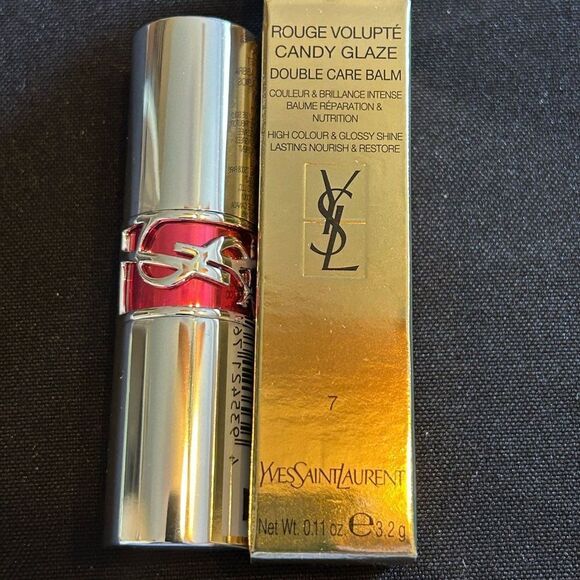 ROUGE VOLUPTÉ
CANDY GLAZE
DOUBLE CARE BALM
COULEUR & BRILLANCE INTENSE
BAUME RÉPARATION &
NUTRITION
HIGH COLOUR & GLOSSY SHINE
LASTING NOURISH & RESTORE
YSL
7
YVESSAINTLAURENT
Net Wt. 0.11 oz. e 3.2 g